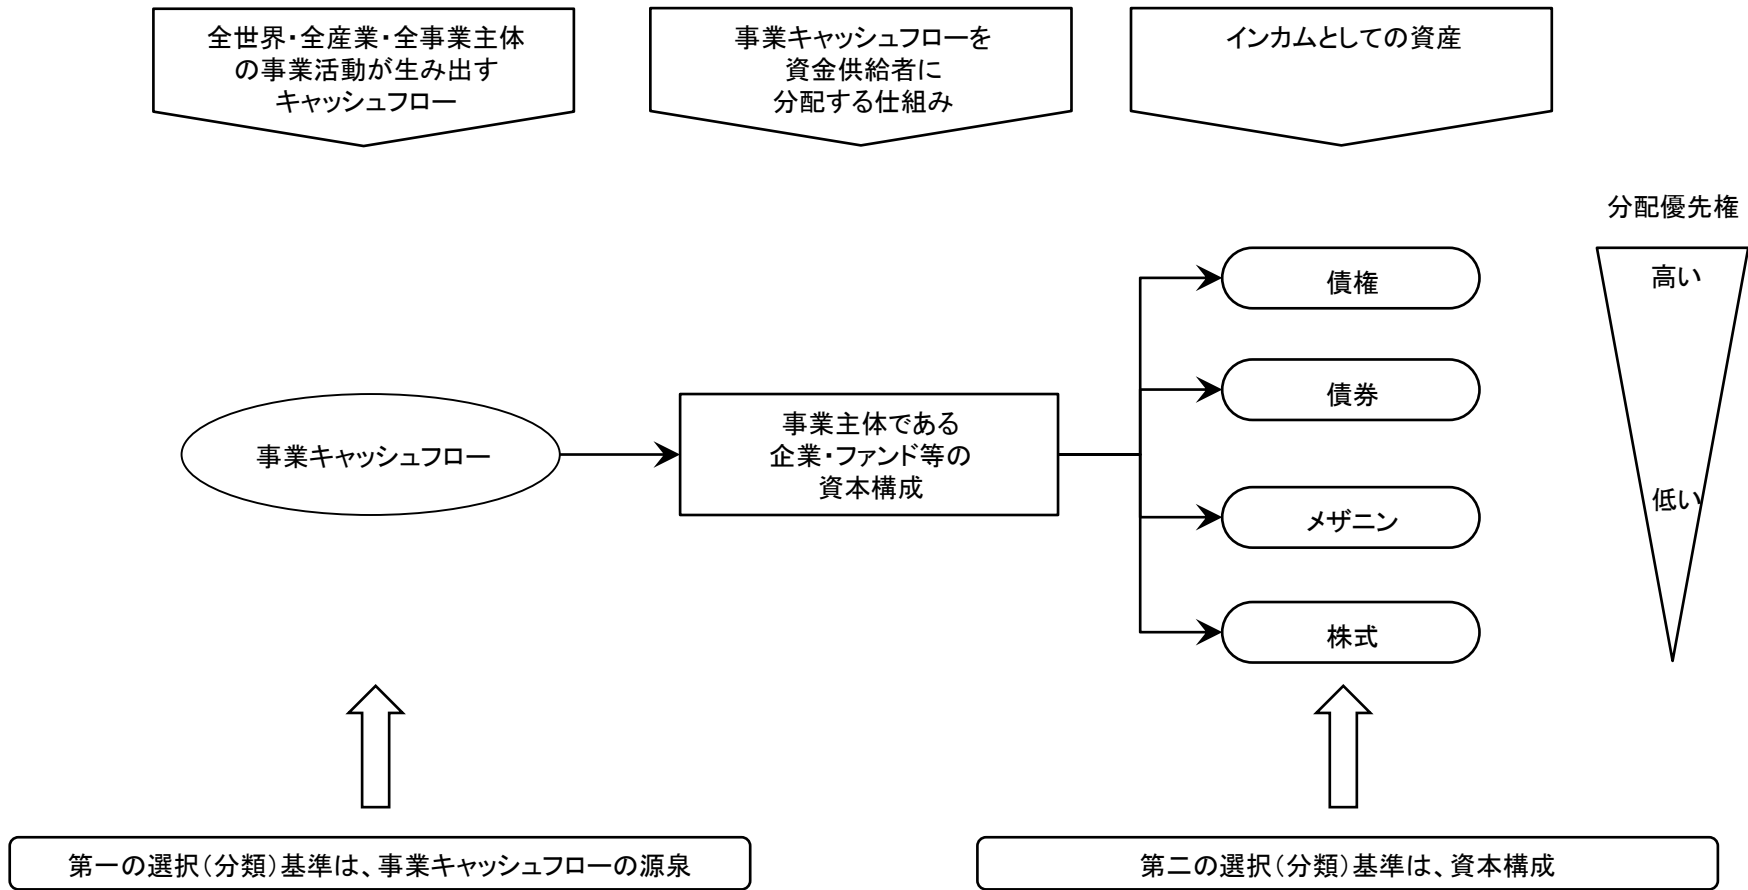 全世界・全産業・全事業主体
の事業活動が生み出す
キャッシュフロー
事業キャッシュフローを
資金供給者に
分配する仕組み
インカムとしての資産
分配優先権
高い
低い
債権
債券
メザニン
株式
事業キャッシュフロー
事業主体である
企業・ファンド等の
資本構成
第一の選択(分類)基準は、事業キャッシュフローの源泉
第二の選択(分類)基準は、資本構成